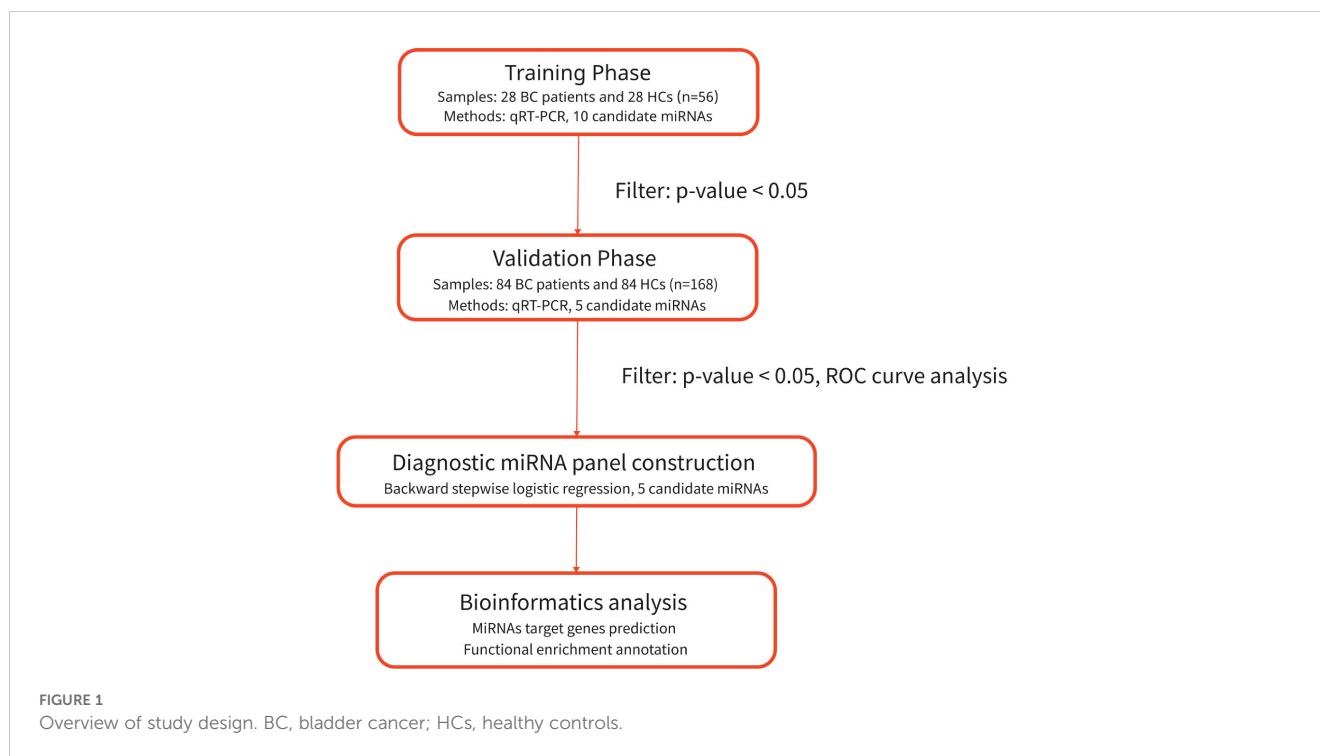 Training Phase
Samples: 28 BC patients and 28 HCs (n=56)
Methods: qRT-PCR, 10 candidate miRNAs
Filter: p-value < 0.05
Validation Phase
Samples: 84 BC patients and 84 HCs (n=168)
Methods: qRT-PCR, 5 candidate miRNAs
Filter: p-value < 0.05, ROC curve analysis
Diagnostic miRNA panel construction
Backward stepwise logistic regression, 5 candidate miRNAs
Bioinformatics analysis
MiRNAs target genes prediction
Functional enrichment annotation
FIGURE 1
Overview of study design. BC, bladder cancer; HCs, healthy controls.